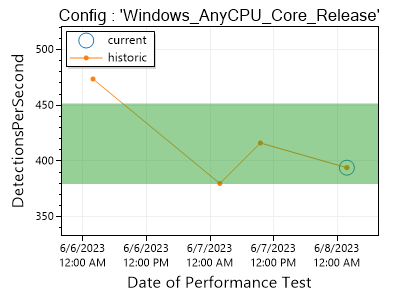 Config : 'Windows_AnyCPU_Core_Release'
current
historic
DetectionsPerSecond
500
450
400
350
6/6/2023 6/6/2023 6/7/2023 6/7/2023 6/8/2023
12:00 AM 12:00 PM 12:00 AM 12:00 PM 12:00 AM
Date of Performance Test